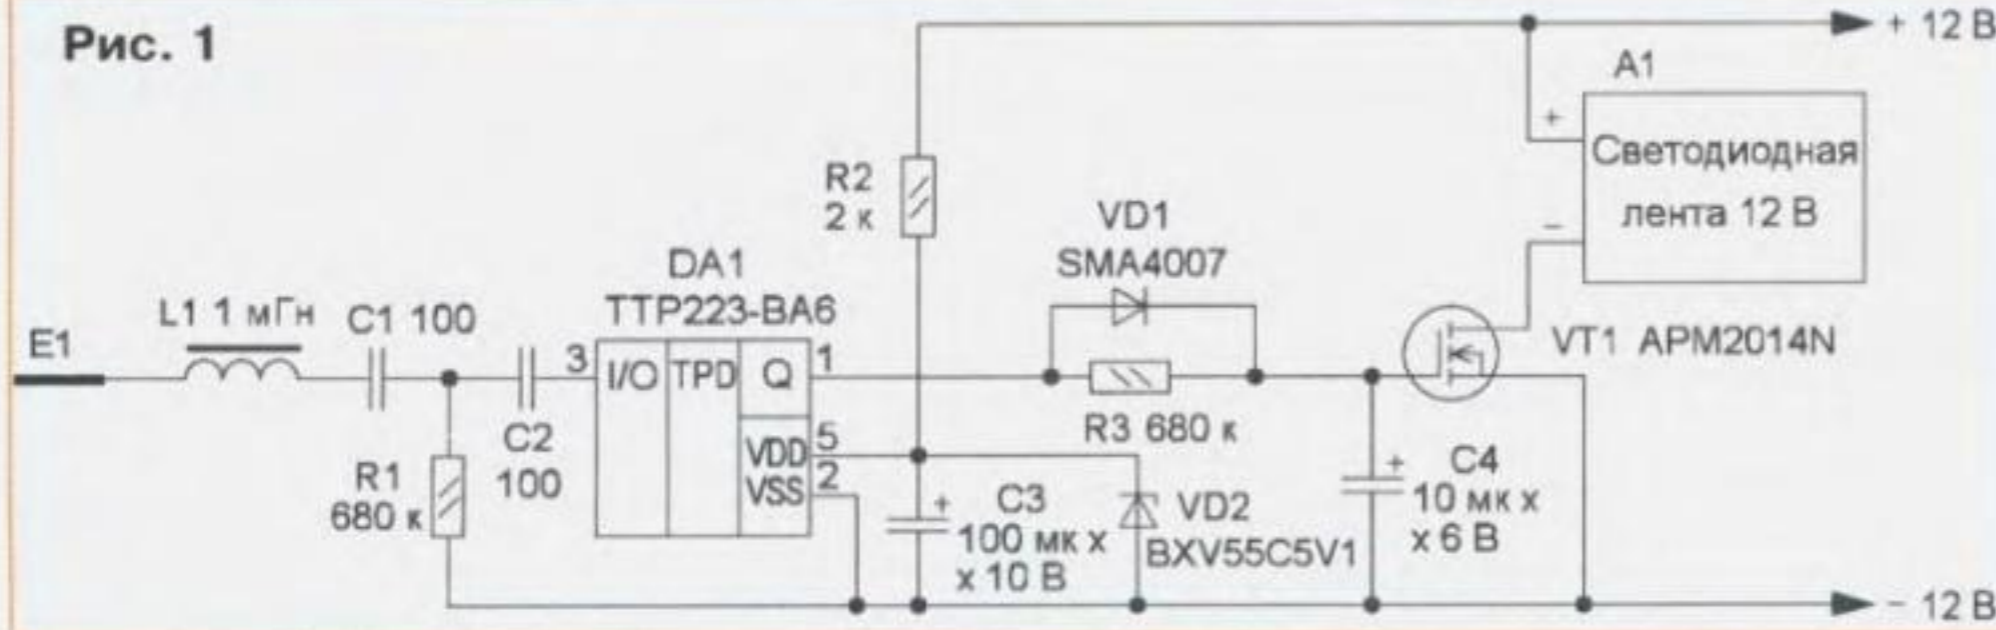 Рис. 1
+ 12 В
A1
+
Светодиодная
лента 12 В
−
R2
2 к
VD1
SMA4007
DA1
TTP223-BA6
L1 1 мГн
C1 100
E1
3
I/O
TPD
Q
1
VT1 APM2014N
R3 680 к
C2
100
VDD
5
VSS
2
R1
680 к
+
C3
100 мк х
х 10 В
VD2
BXV55C5V1
+
C4
10 мк х
х 6 В
− 12 В